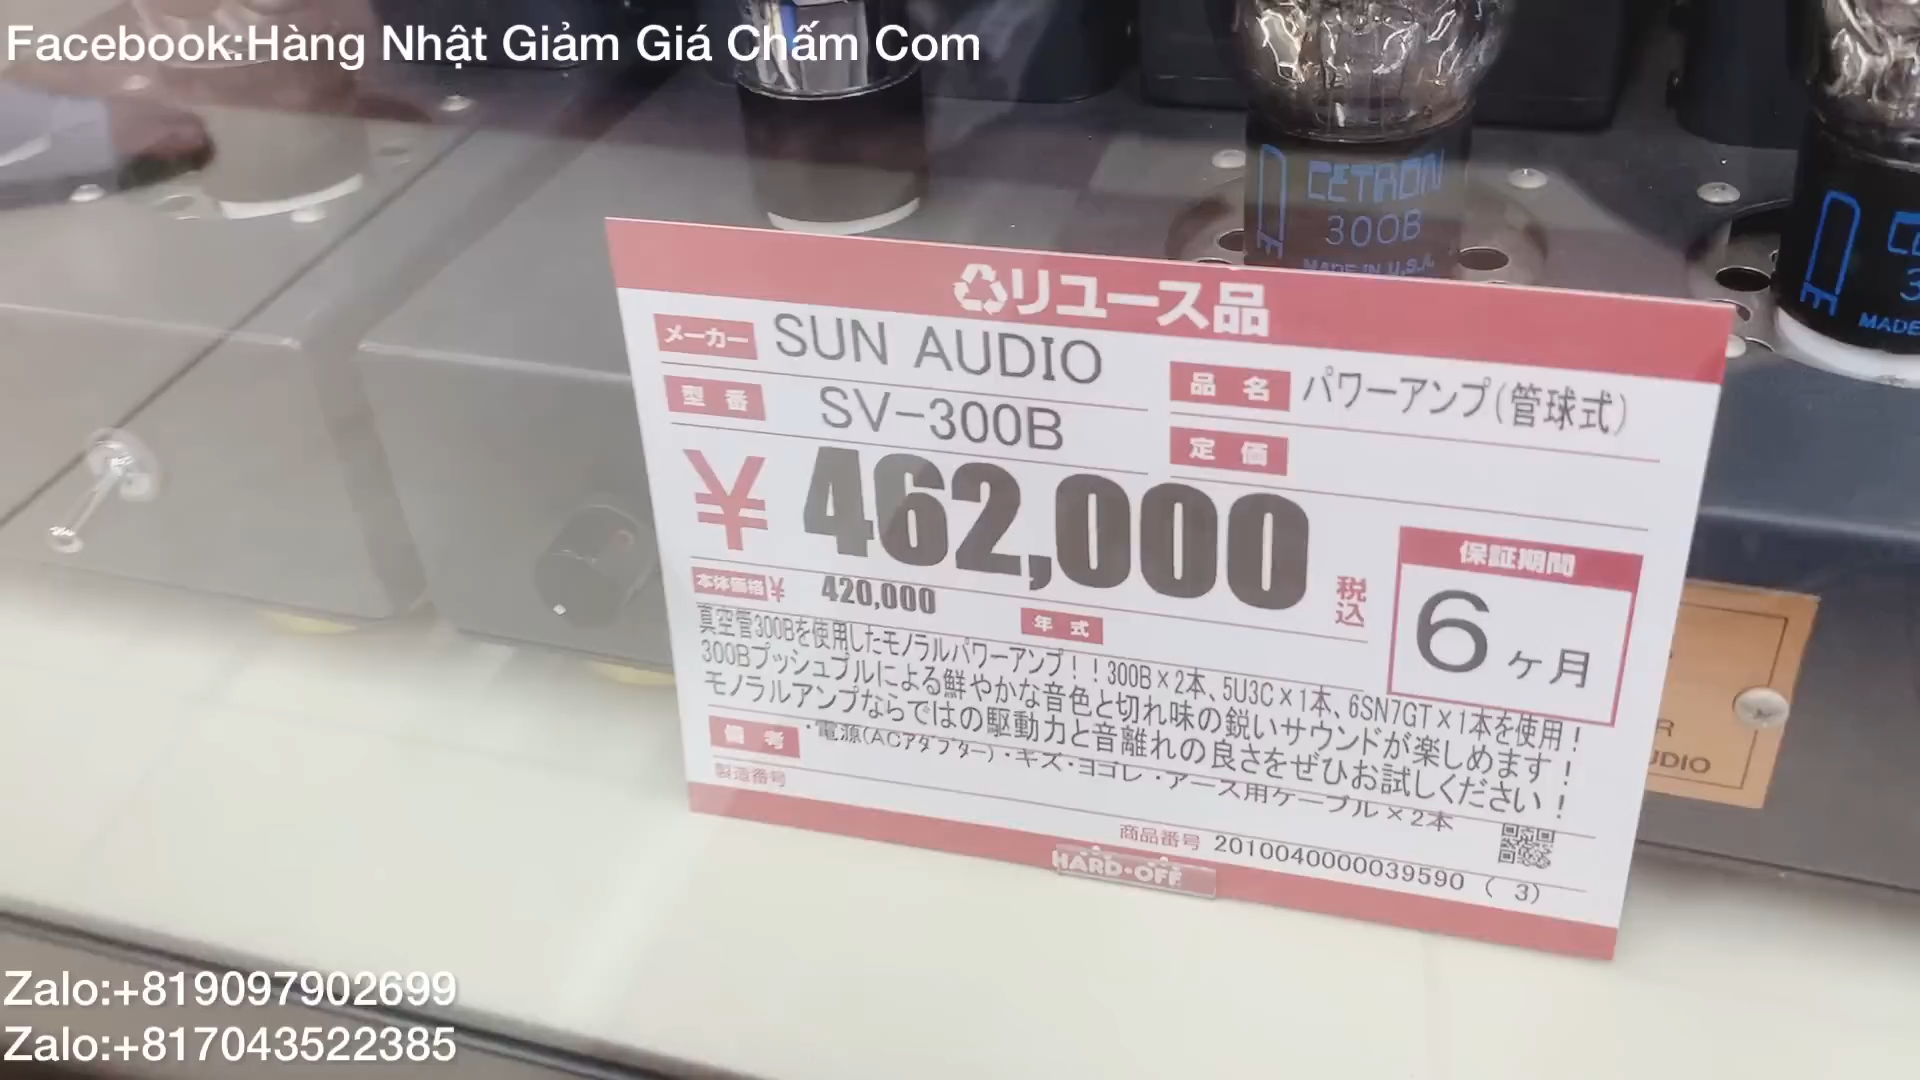 Facebook:Hàng Nhật Giảm Giá Chấm Com
CETRON
300B
MADE IN U.S.A.
MADE
リユース品
メーカー SUN AUDIO
品名 パワーアンプ(管球式)
型番 SV-300B
定価
¥ 462,000 税込
保証期間
6ヶ月
本体価格¥ 420,000
年式
真空管300Bを使用したモノラルパワーアンプ!!300B×2本、5U3C×1本、6SN7GT×1本を使用!
300Bプッシュプルによる鮮やかな音色と切れ味の鋭いサウンドが楽しめます!
モノラルアンプならではの駆動力と音離れの良さをぜひお試しください!
備考 ・電源(ACアダプター)・キズ・ヨゴレ・アース用ケーブル×2本
製造番号
商品番号 2010040000039590 ( 3)
HARD・OFF
UDIO
Zalo:+819097902699
Zalo:+817043522385